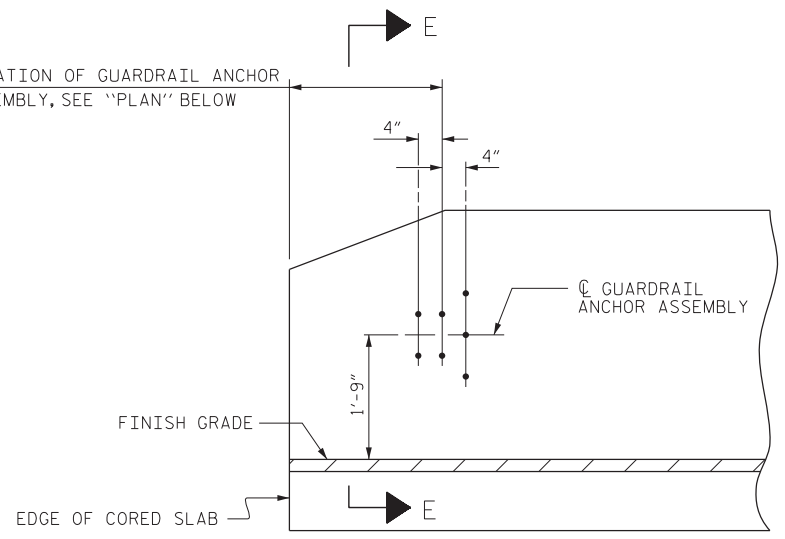 E
ATION OF GUARDRAIL ANCHOR
EMBLY, SEE "PLAN" BELOW
4"
4"
℄ GUARDRAIL
ANCHOR ASSEMBLY
1'-9"
FINISH GRADE
EDGE OF CORED SLAB
E